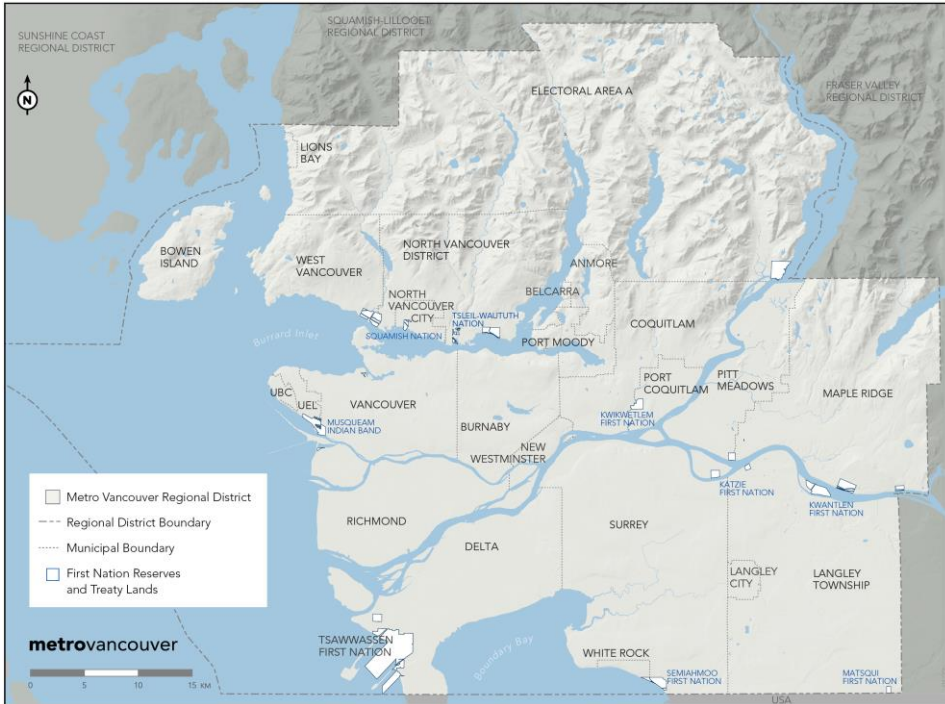 SUNSHINE COAST
REGIONAL DISTRICT
SQUAMISH-LILLOOET
REGIONAL DISTRICT
FRASER VALLEY
REGIONAL DISTRICT
N
ELECTORAL AREA A
LIONS
BAY
BOWEN
ISLAND
WEST
VANCOUVER
NORTH VANCOUVER
DISTRICT
ANMORE
BELCARRA
NORTH
VANCOUVER
CITY
TSLEIL-WAUTUTH
NATION
SQUAMISH NATION
Burrard Inlet
PORT MOODY
COQUITLAM
PORT
COQUITLAM
PITT
MEADOWS
MAPLE RIDGE
UBC
UEL
VANCOUVER
MUSQUEAM
INDIAN BAND
BURNABY
NEW
WESTMINSTER
KWIKWETLEM
FIRST NATION
KATZIE
FIRST NATION
KWANTLEN
FIRST NATION
RICHMOND
DELTA
SURREY
LANGLEY
CITY
LANGLEY
TOWNSHIP
TSAWWASSEN
FIRST NATION
Boundary Bay
WHITE ROCK
SEMIAHMOO
FIRST NATION
MATSQUI
FIRST NATION
USA
Metro Vancouver Regional District
Regional District Boundary
Municipal Boundary
First Nation Reserves
and Treaty Lands
metrovancouver
0 5 10 15 KM